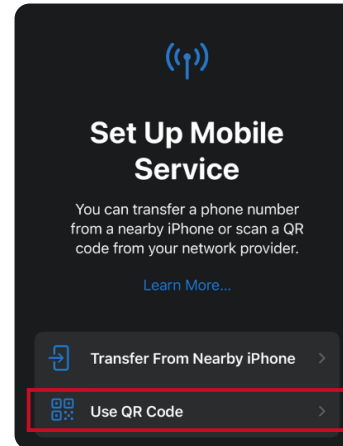 Set Up Mobile
Service
You can transfer a phone number
from a nearby iPhone or scan a QR
code from your network provider.
Learn More...
Transfer From Nearby iPhone
Use QR Code